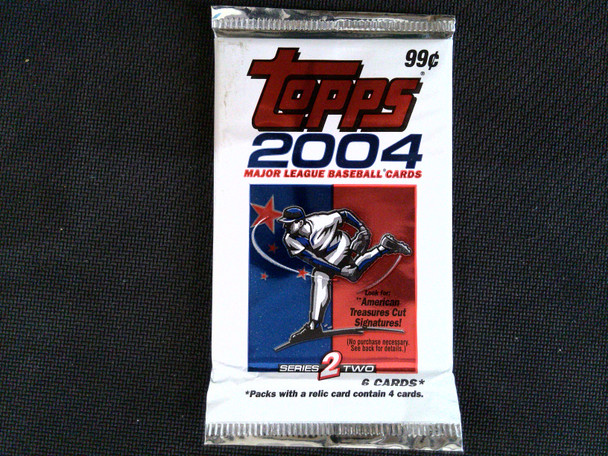 99¢
Topps®
2004
MAJOR LEAGUE BASEBALL® CARDS
Look For:
American
Treasures Cut
Signatures!
(No purchase necessary.
See back for details.)
SERIES 2 TWO
6 CARDS*
*Packs with a relic card contain 4 cards.